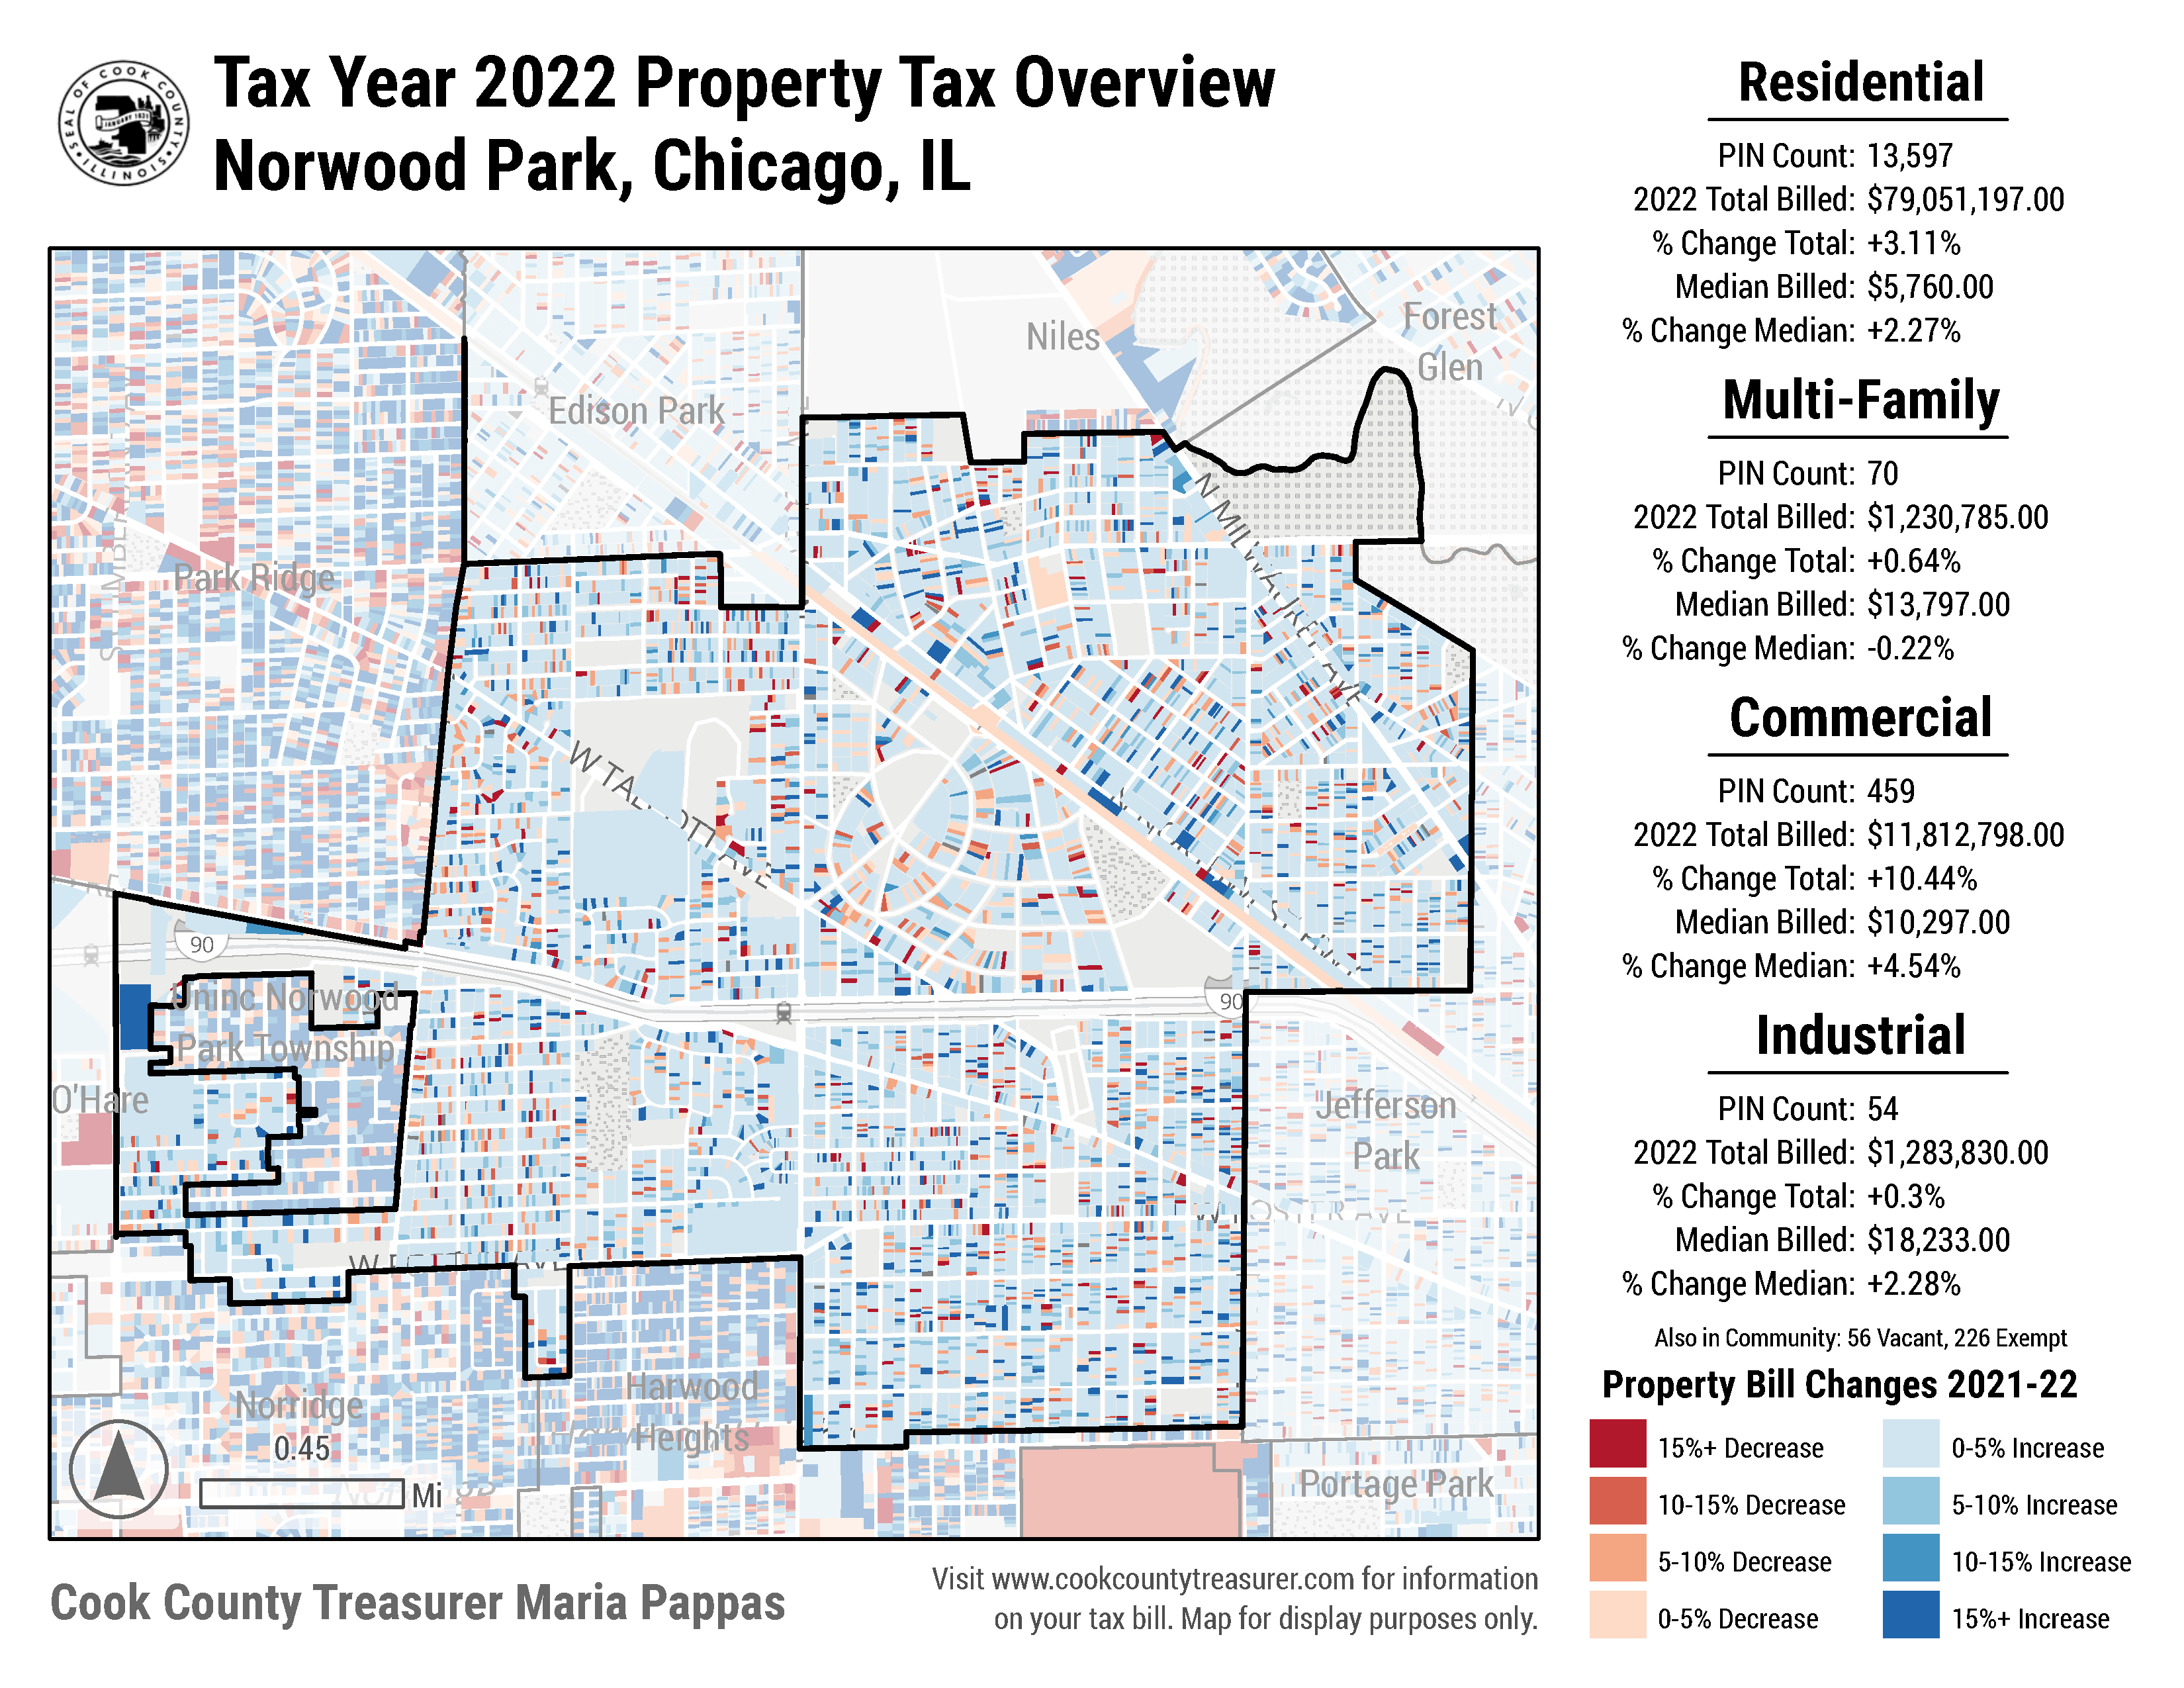 SEAL OF COOK COUNTY
ILLINOIS
JANUARY 1831
Tax Year 2022 Property Tax Overview
Norwood Park, Chicago, IL
Niles
Forest
Glen
Edison Park
Park Ridge
N MILWAUKEE AVE
W TALCOTT AVE
90
Uninc Norwood
Park Township
90
O'Hare
Jefferson
Park
Norridge
Harwood
Heights
Portage Park
0.45
Mi
Cook County Treasurer Maria Pappas
Visit www.cookcountytreasurer.com for information
on your tax bill. Map for display purposes only.
Residential
PIN Count: 13,597
2022 Total Billed: $79,051,197.00
% Change Total: +3.11%
Median Billed: $5,760.00
% Change Median: +2.27%
Multi-Family
PIN Count: 70
2022 Total Billed: $1,230,785.00
% Change Total: +0.64%
Median Billed: $13,797.00
% Change Median: -0.22%
Commercial
PIN Count: 459
2022 Total Billed: $11,812,798.00
% Change Total: +10.44%
Median Billed: $10,297.00
% Change Median: +4.54%
Industrial
PIN Count: 54
2022 Total Billed: $1,283,830.00
% Change Total: +0.3%
Median Billed: $18,233.00
% Change Median: +2.28%
Also in Community: 56 Vacant, 226 Exempt
Property Bill Changes 2021-22
15%+ Decrease
10-15% Decrease
5-10% Decrease
0-5% Decrease
0-5% Increase
5-10% Increase
10-15% Increase
15%+ Increase